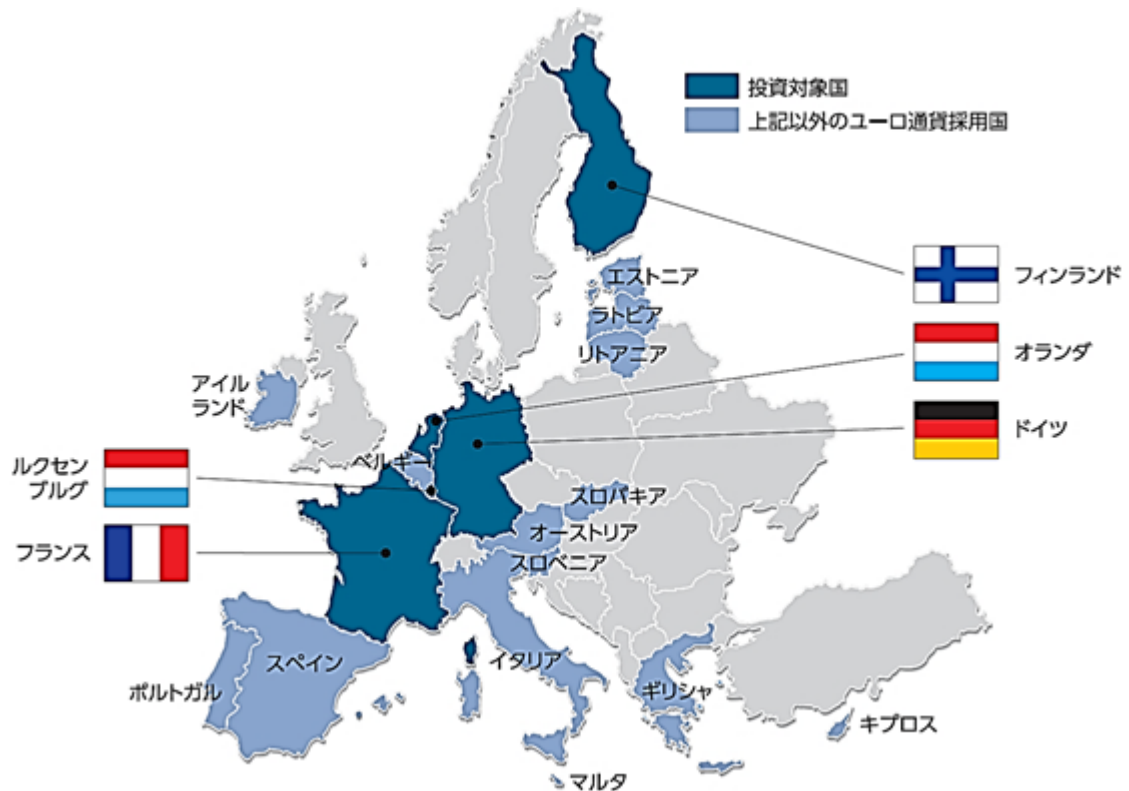 投資対象国
上記以外のユーロ通貨採用国
フィンランド
エストニア
ラトビア
リトアニア
オランダ
アイル
ランド
ドイツ
ベルギー
ルクセン
ブルグ
スロバキア
オーストリア
フランス
スロベニア
スペイン
イタリア
ポルトガル
ギリシャ
キプロス
マルタ